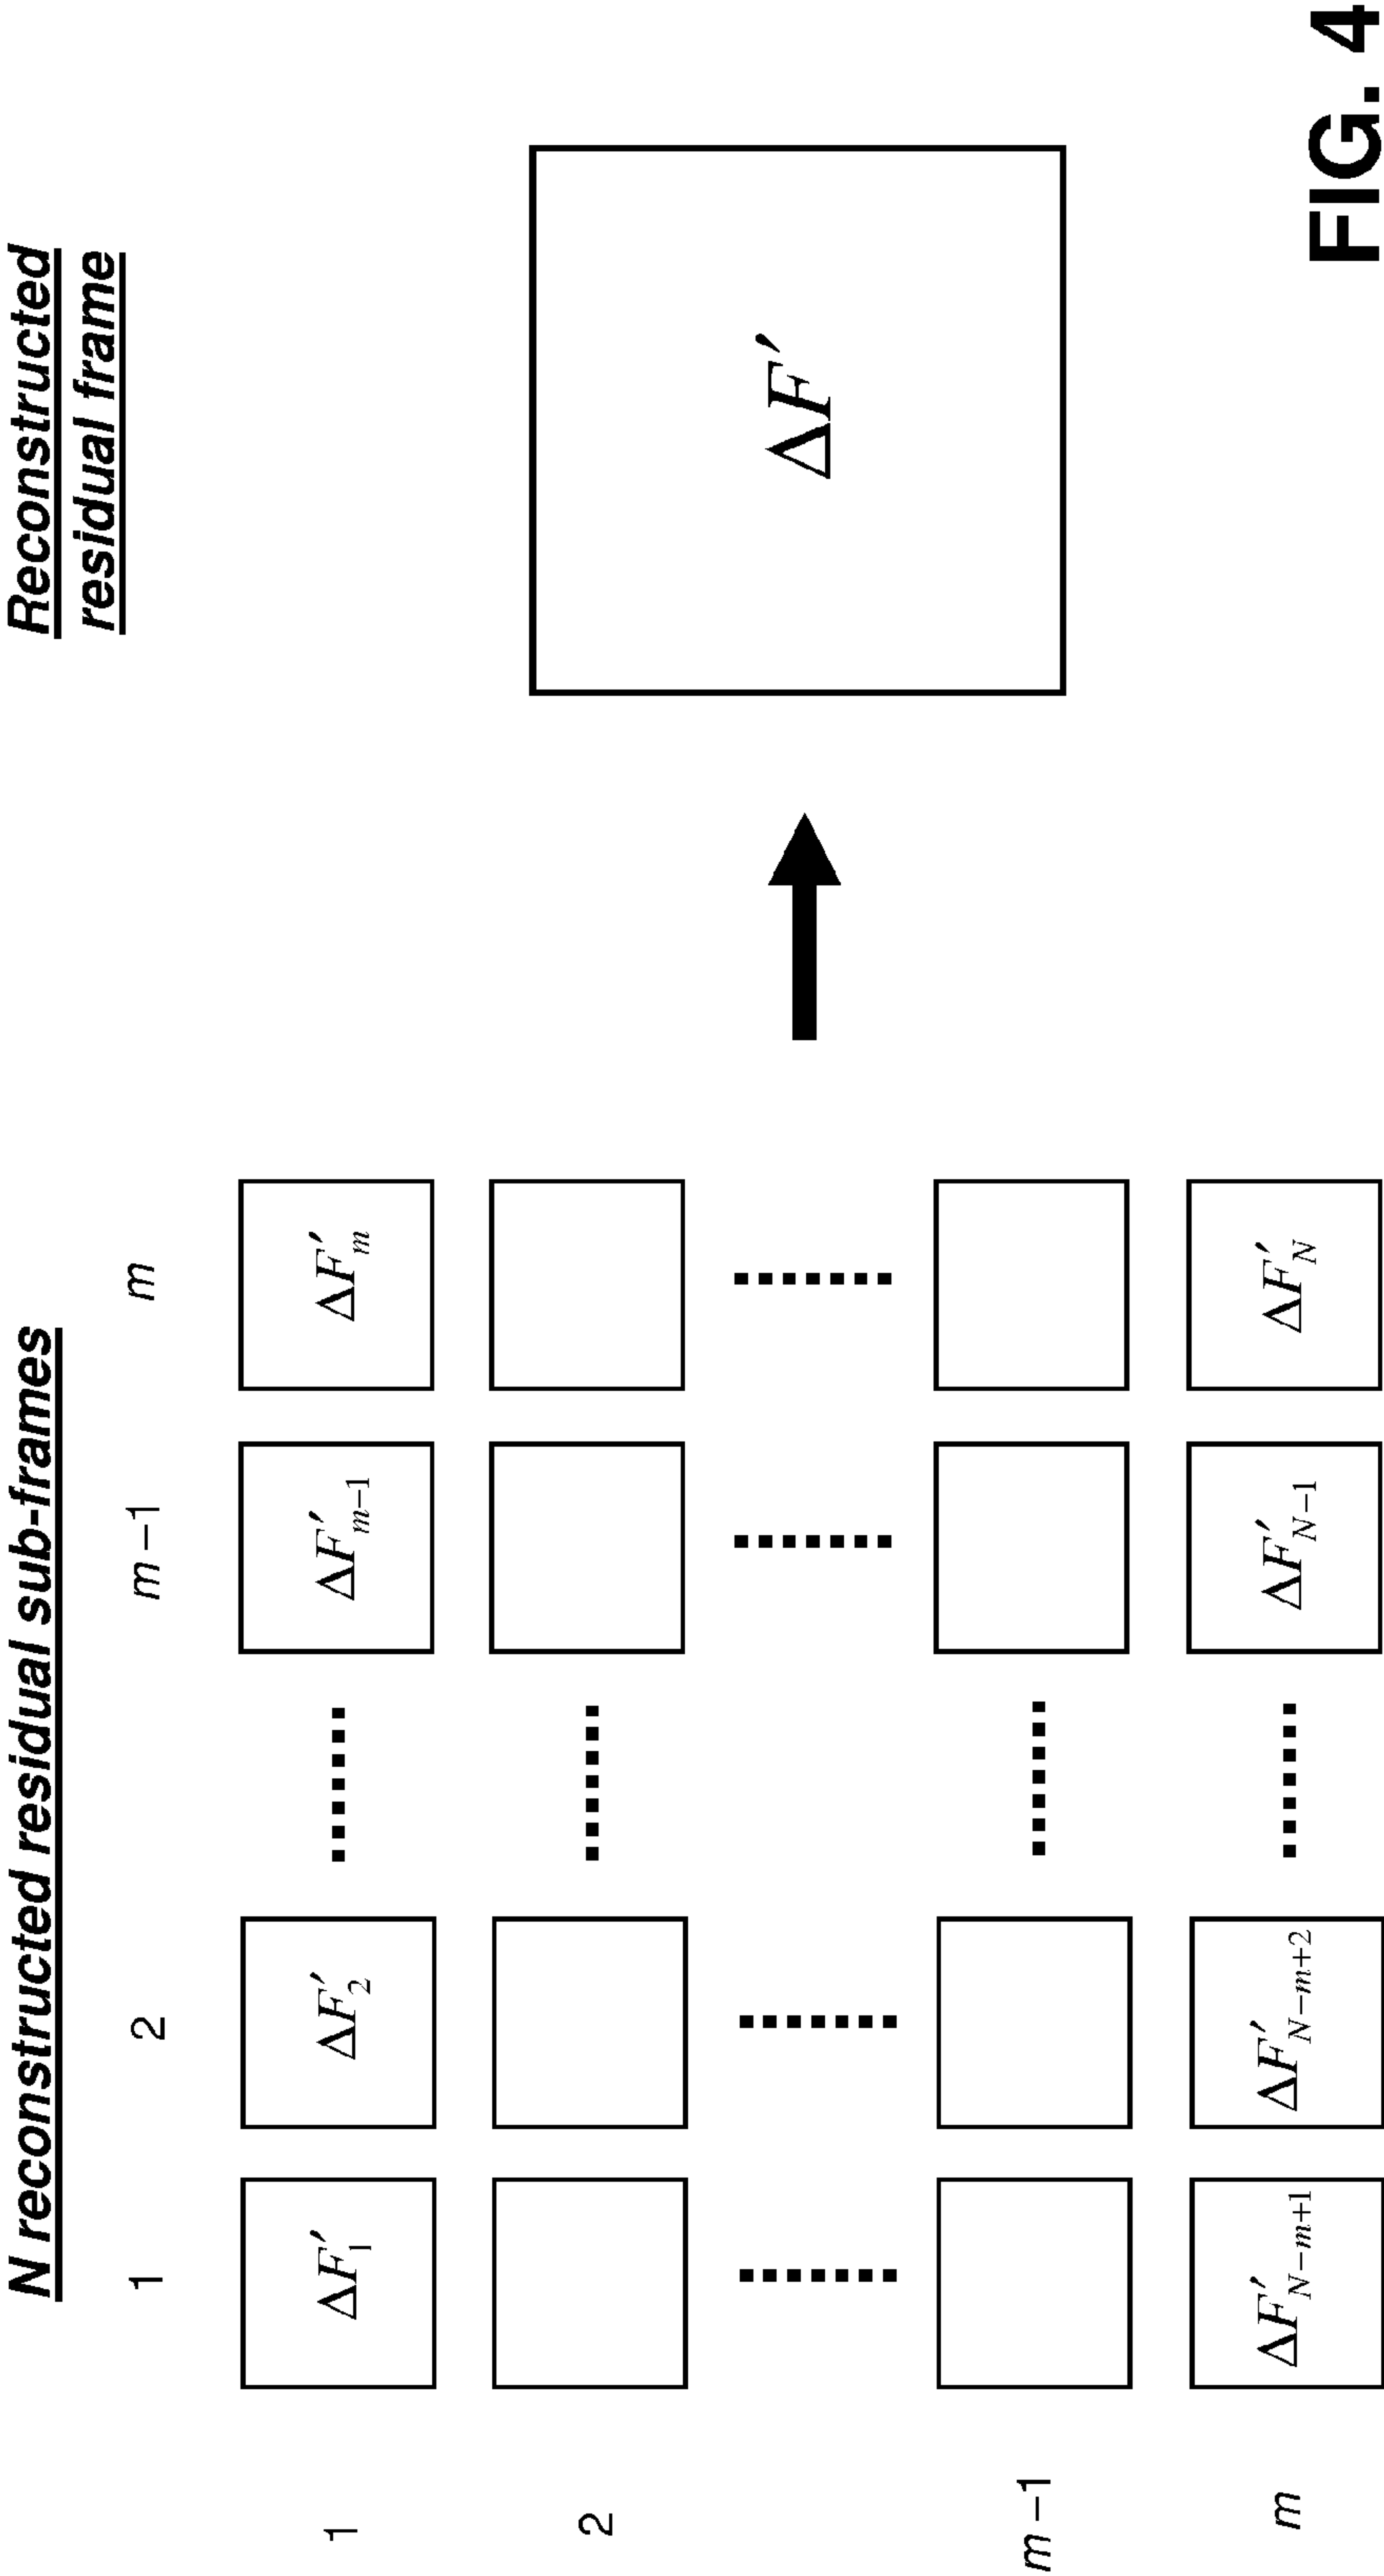 N reconstructed residual sub-frames
Reconstructed
residual frame
1 2 m−1 m
1 ΔF′₁ ΔF′₂ ΔF′ₘ₋₁ ΔF′ₘ
2
ΔF′
m−1
m ΔF′_{N−m+1} ΔF′_{N−m+2} ΔF′_{N−1} ΔF′_N
FIG. 4